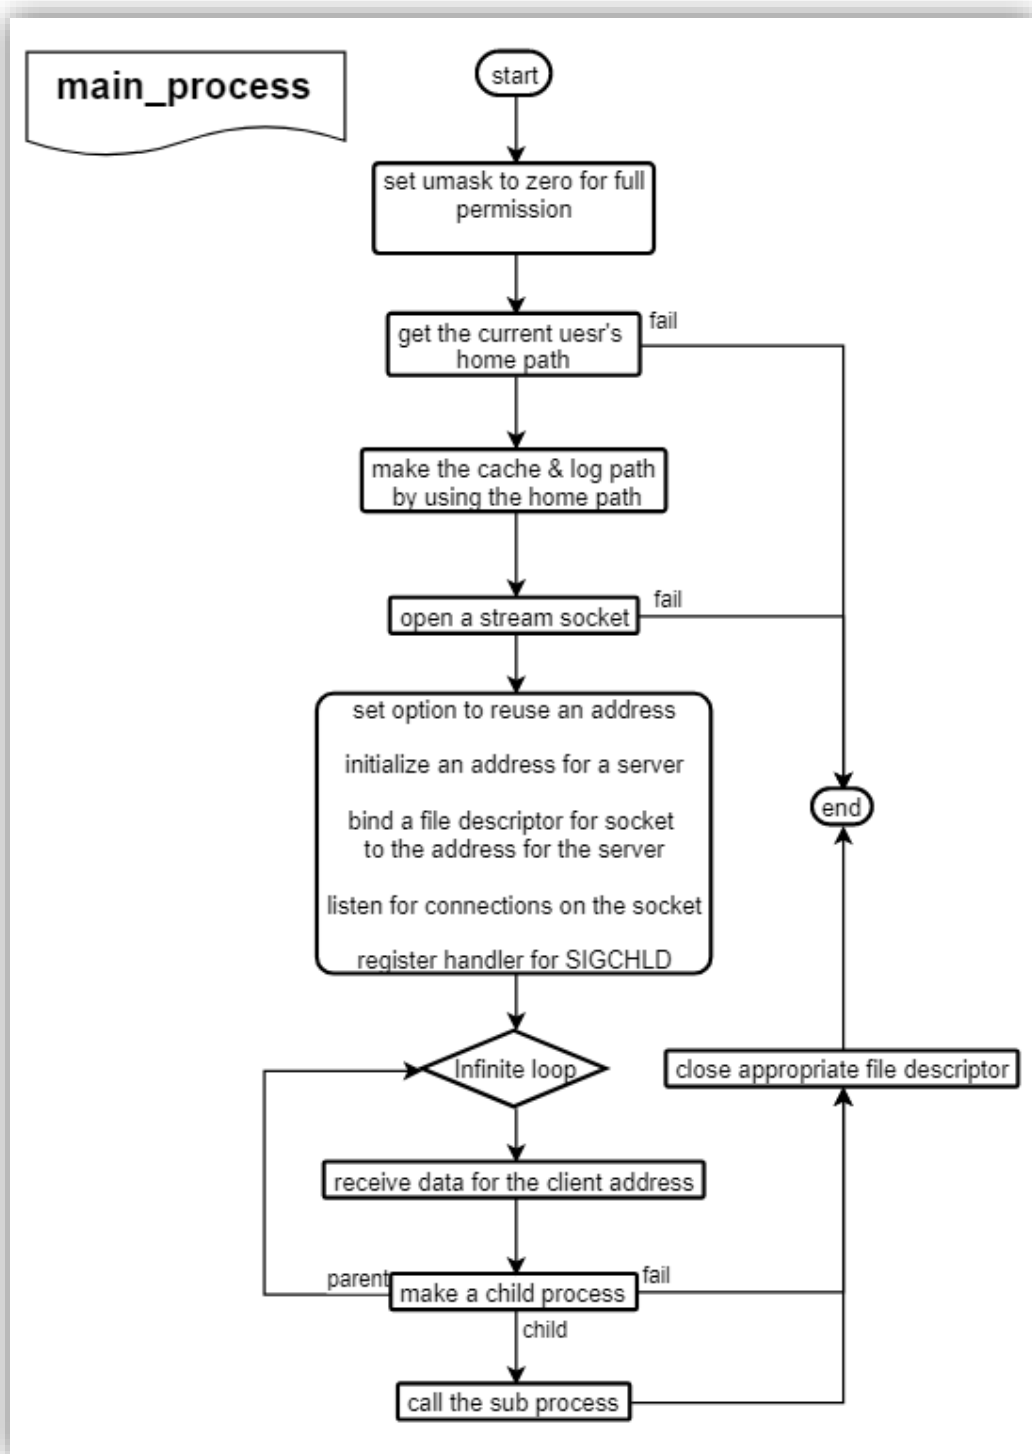 main_process
start
set umask to zero for full
permission
get the current uesr's
home path
fail
make the cache & log path
by using the home path
open a stream socket
fail
set option to reuse an address
initialize an address for a server
bind a file descriptor for socket
to the address for the server
listen for connections on the socket
register handler for SIGCHLD
end
Infinite loop
close appropriate file descriptor
receive data for the client address
parent
make a child process
fail
child
call the sub process